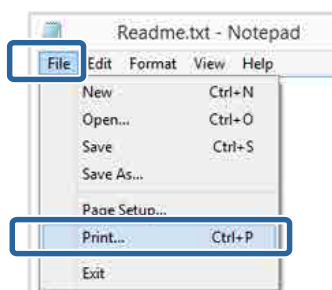 Readme.txt - Notepad
File Edit Format View Help
New Ctrl+N
Open... Ctrl+O
Save Ctrl+S
Save As...
Page Setup...
Print... Ctrl+P
Exit